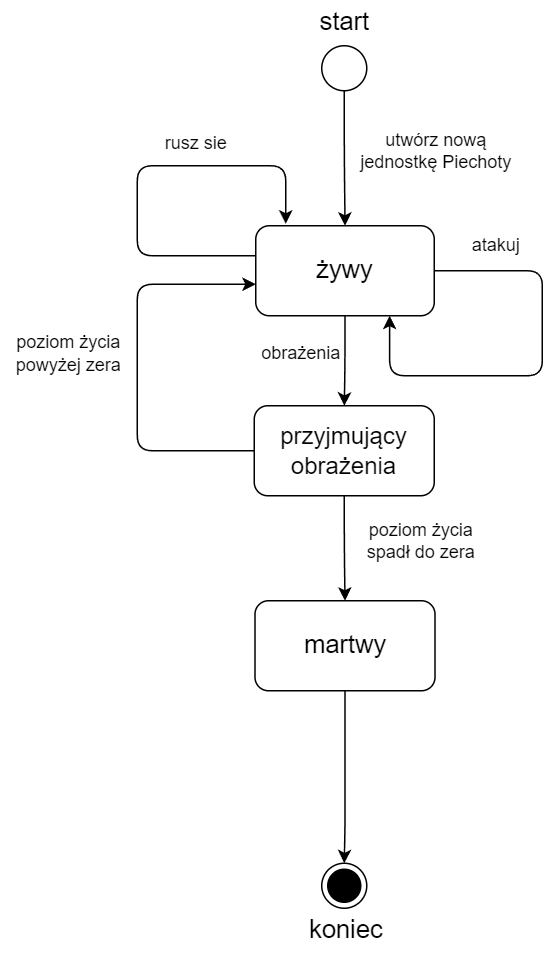 start
utwórz nową
jednostkę Piechoty
rusz sie
żywy
atakuj
poziom życia
powyżej zera
obrażenia
przyjmujący
obrażenia
poziom życia
spadł do zera
martwy
koniec